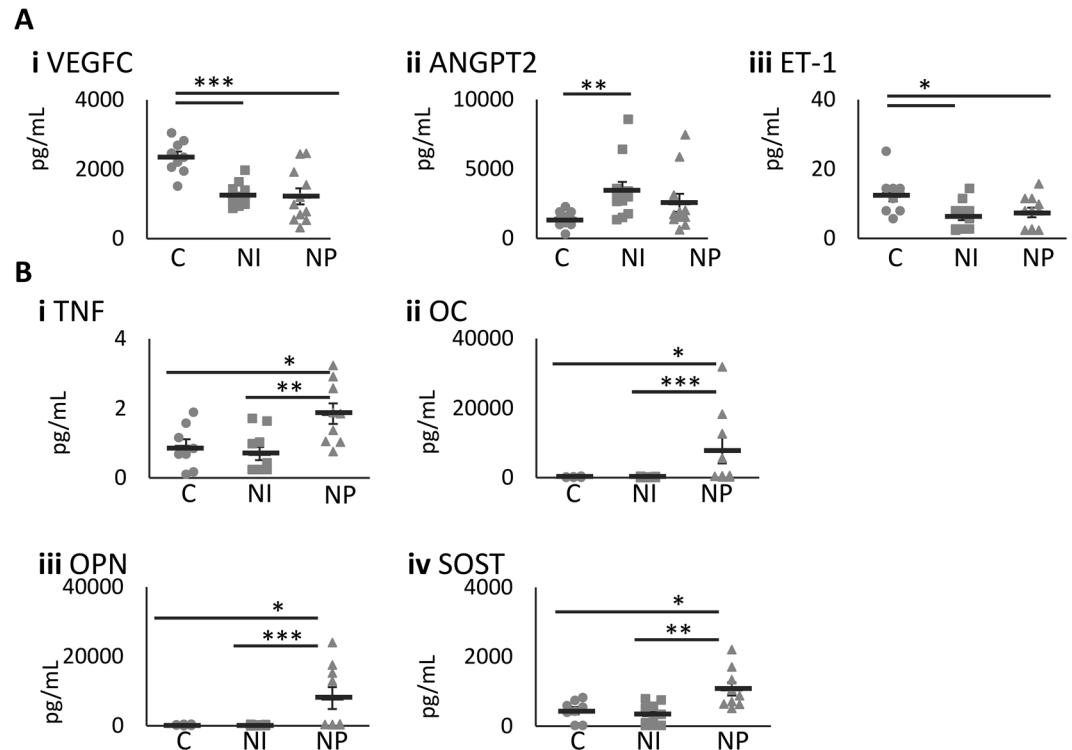 A
i VEGFC
***
4000
2000
0
pg/mL
C NI NP
ii ANGPT2
**
10000
5000
0
pg/mL
C NI NP
iii ET-1
*
40
20
0
pg/mL
C NI NP
B
i TNF
*
**
4
2
0
pg/mL
C NI NP
ii OC
*
***
40000
20000
0
pg/mL
C NI NP
iii OPN
*
***
40000
20000
0
pg/mL
C NI NP
iv SOST
*
**
4000
2000
0
pg/mL
C NI NP